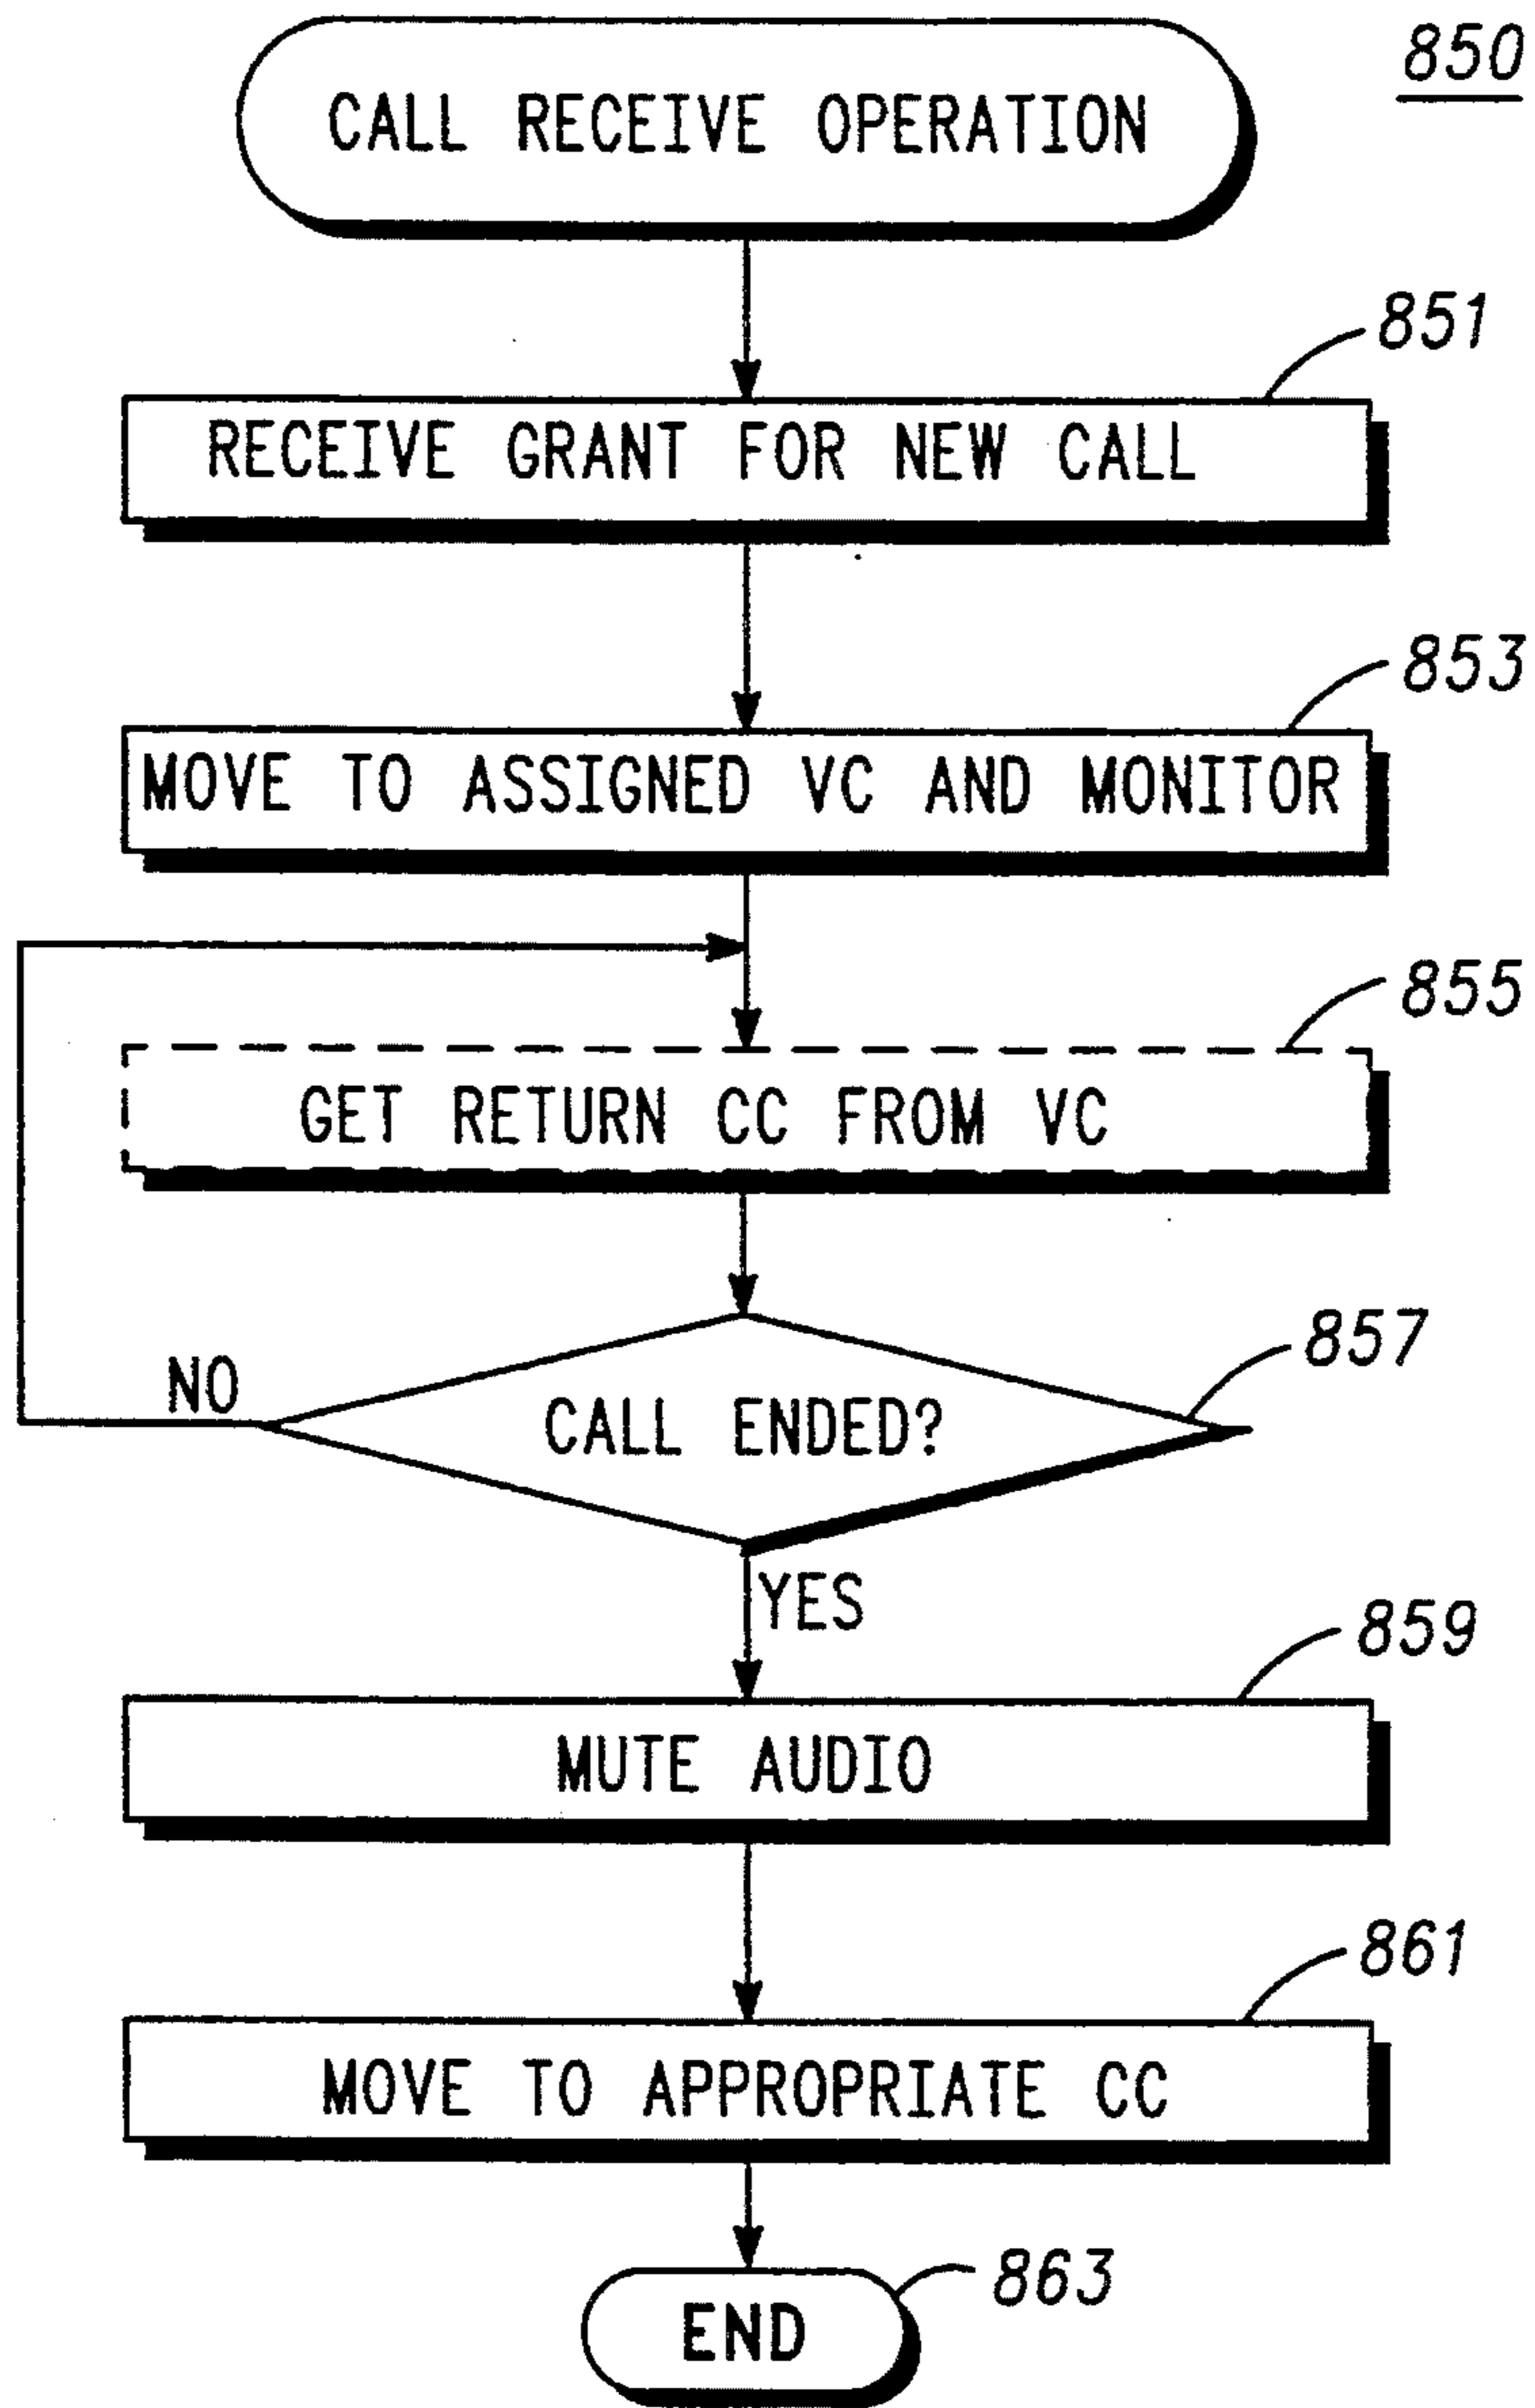 850
CALL RECEIVE OPERATION
851
RECEIVE GRANT FOR NEW CALL
853
MOVE TO ASSIGNED VC AND MONITOR
855
GET RETURN CC FROM VC
857
NO
CALL ENDED?
YES
859
MUTE AUDIO
861
MOVE TO APPROPRIATE CC
863
END